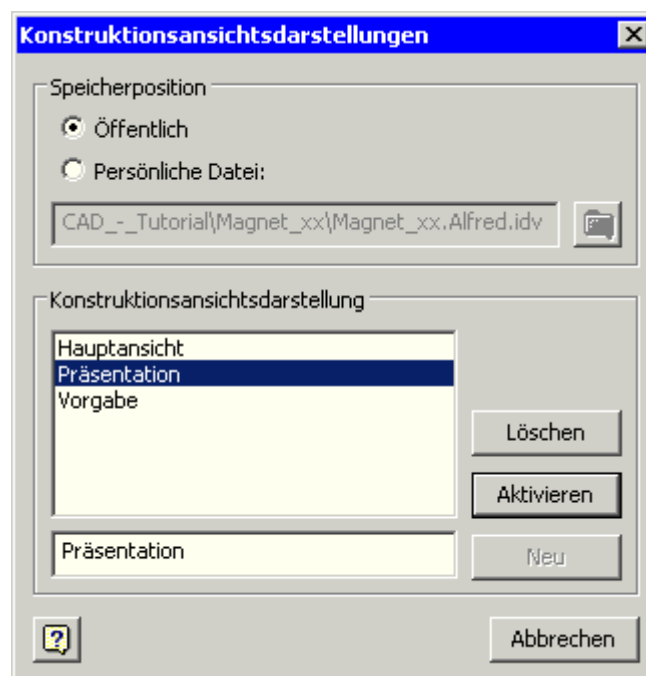 Konstruktionsansichtsdarstellungen
Speicherposition
Öffentlich
Persönliche Datei:
CAD_-_Tutorial\Magnet_xx\Magnet_xx.Alfred.idv
Konstruktionsansichtsdarstellung
Hauptansicht
Präsentation
Vorgabe
Löschen
Aktivieren
Präsentation
Neu
?
Abbrechen